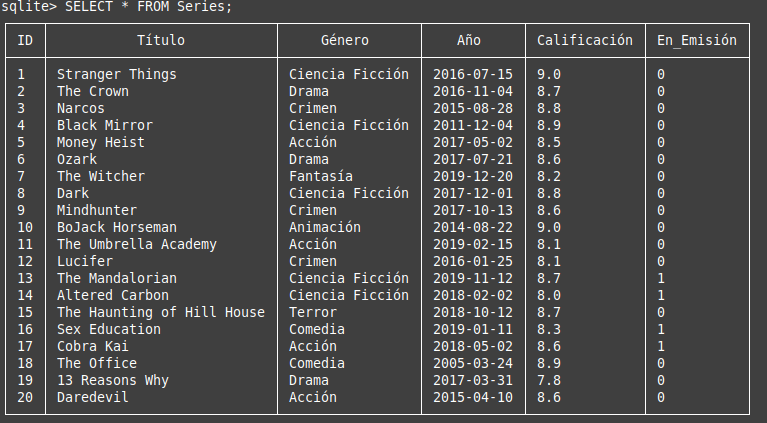 sqlite> SELECT * FROM Series;
ID Título Género Año Calificación En_Emisión
1 Stranger Things Ciencia Ficción 2016-07-15 9.0 0
2 The Crown Drama 2016-11-04 8.7 0
3 Narcos Crimen 2015-08-28 8.8 0
4 Black Mirror Ciencia Ficción 2011-12-04 8.9 0
5 Money Heist Acción 2017-05-02 8.5 0
6 Ozark Drama 2017-07-21 8.6 0
7 The Witcher Fantasía 2019-12-20 8.2 0
8 Dark Ciencia Ficción 2017-12-01 8.8 0
9 Mindhunter Crimen 2017-10-13 8.6 0
10 BoJack Horseman Animación 2014-08-22 9.0 0
11 The Umbrella Academy Acción 2019-02-15 8.1 0
12 Lucifer Crimen 2016-01-25 8.1 0
13 The Mandalorian Ciencia Ficción 2019-11-12 8.7 1
14 Altered Carbon Ciencia Ficción 2018-02-02 8.0 1
15 The Haunting of Hill House Terror 2018-10-12 8.7 0
16 Sex Education Comedia 2019-01-11 8.3 1
17 Cobra Kai Acción 2018-05-02 8.6 1
18 The Office Comedia 2005-03-24 8.9 0
19 13 Reasons Why Drama 2017-03-31 7.8 0
20 Daredevil Acción 2015-04-10 8.6 0